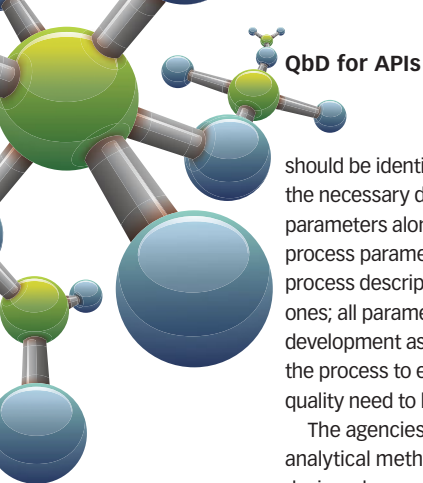 QbD for APIs
should be identi
the necessary d
parameters alon
process parame
process descrip
ones; all parame
development as
the process to e
quality need to
The agencies
analytical meth